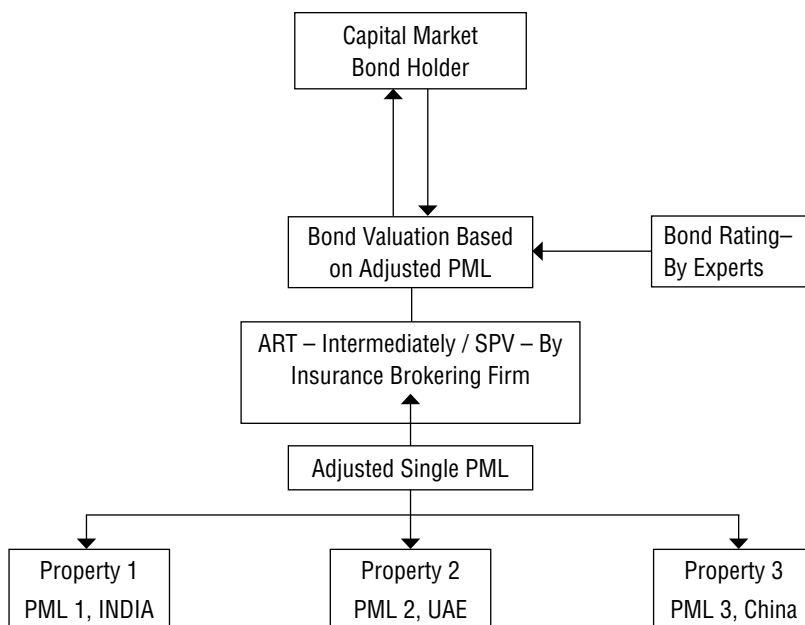 Capital Market
Bond Holder
Bond Valuation Based
on Adjusted PML
Bond Rating–
By Experts
ART – Intermediately / SPV – By
Insurance Brokering Firm
Adjusted Single PML
Property 1
PML 1, INDIA
Property 2
PML 2, UAE
Property 3
PML 3, China